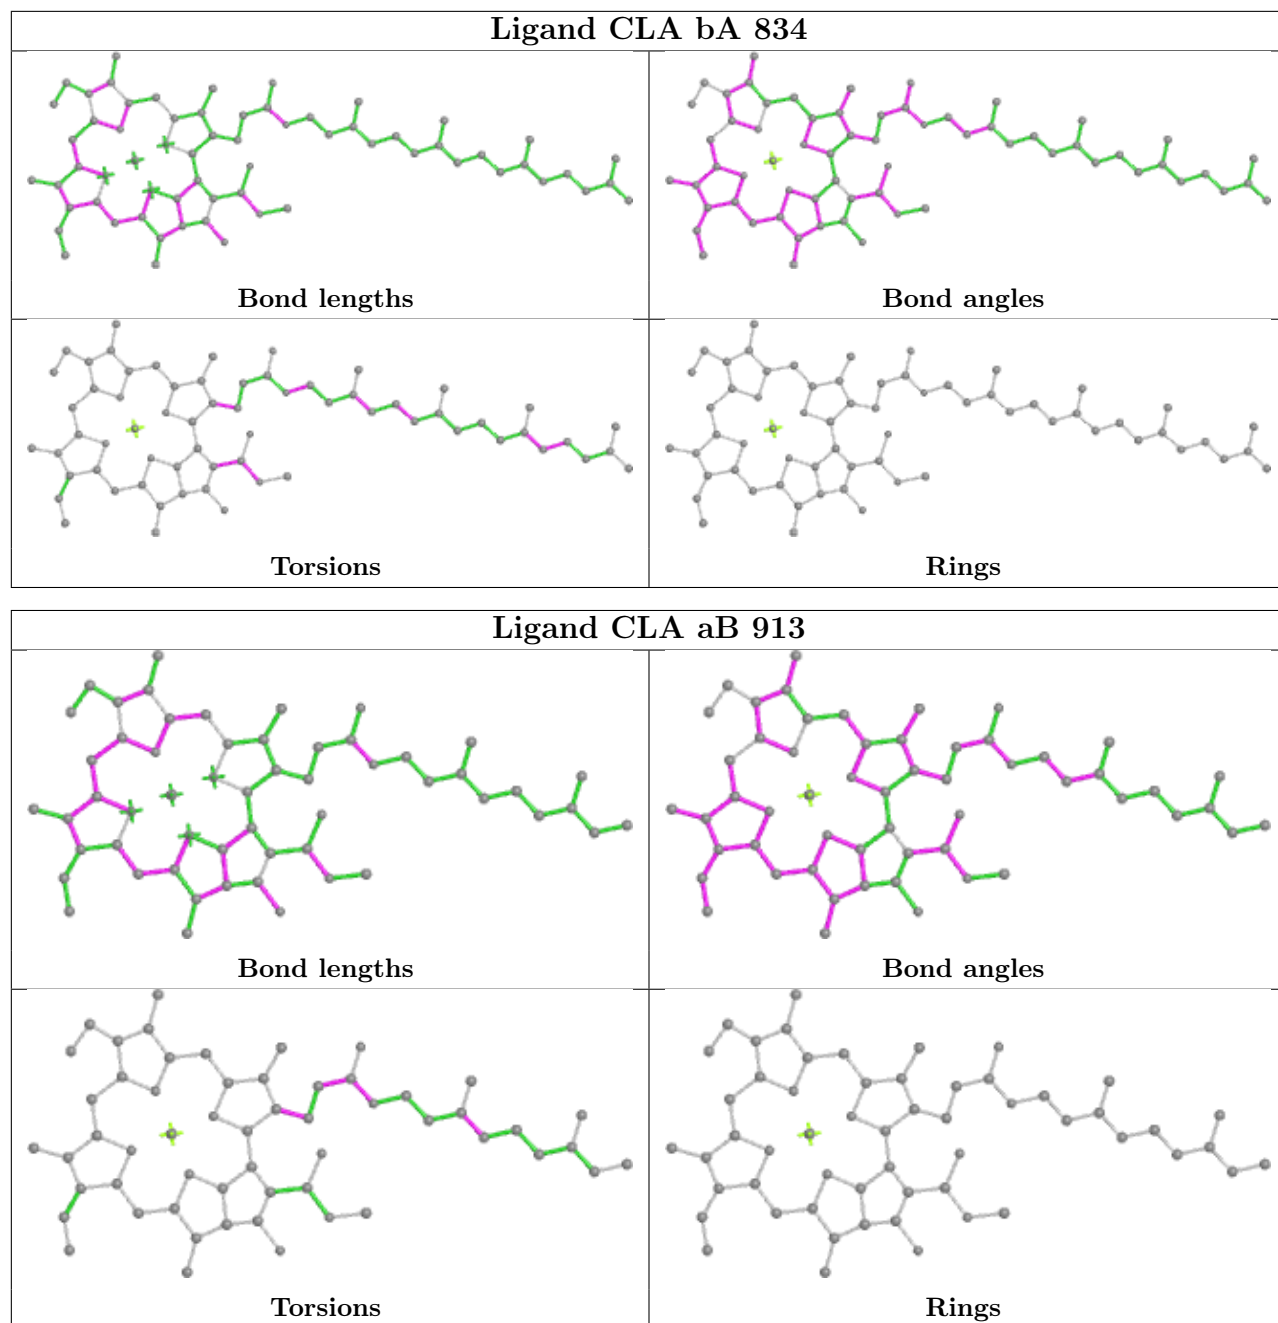 Ligand CLA bA 834
Bond lengths
Bond angles
Torsions
Rings
Ligand CLA aB 913
Bond lengths
Bond angles
Torsions
Rings